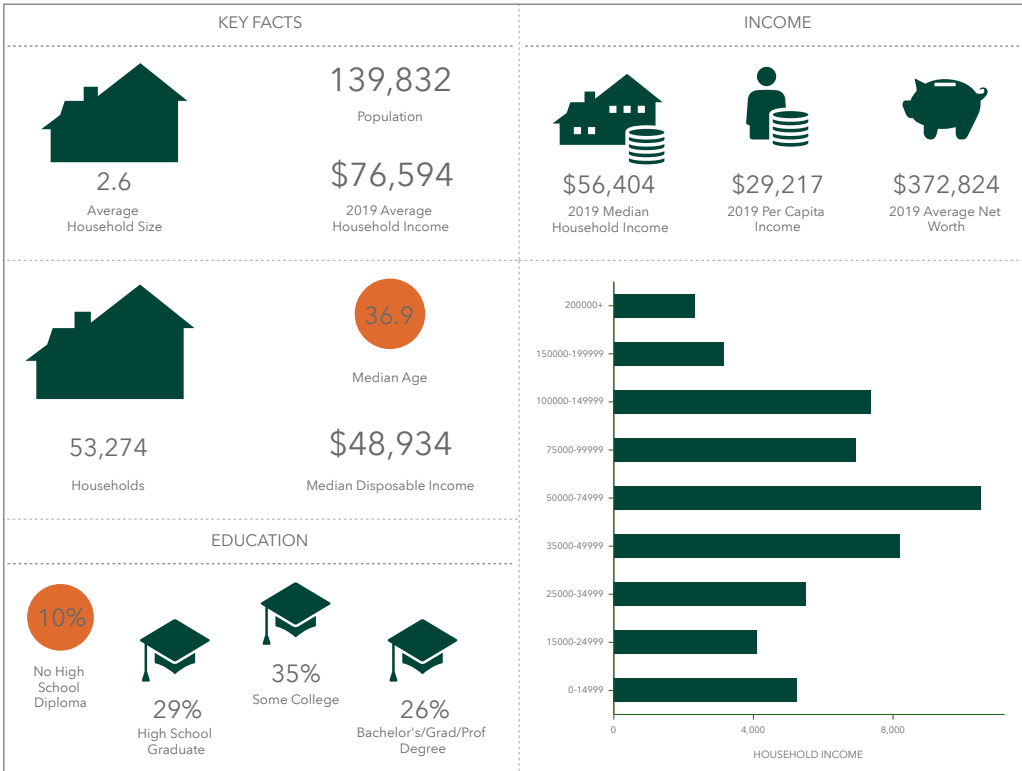 KEY FACTS
2.6
Average
Household Size
139,832
Population
$76,594
2019 Average
Household Income
53,274
Households
36.9
Median Age
$48,934
Median Disposable Income
EDUCATION
10%
No High
School
Diploma
29%
High School
Graduate
35%
Some College
26%
Bachelor's/Grad/Prof
Degree
INCOME
$56,404
2019 Median
Household Income
$29,217
2019 Per Capita
Income
$372,824
2019 Average Net
Worth
200000+
150000-199999
100000-149999
75000-99999
50000-74999
35000-49999
25000-34999
15000-24999
0-14999
0 4,000 8,000
HOUSEHOLD INCOME